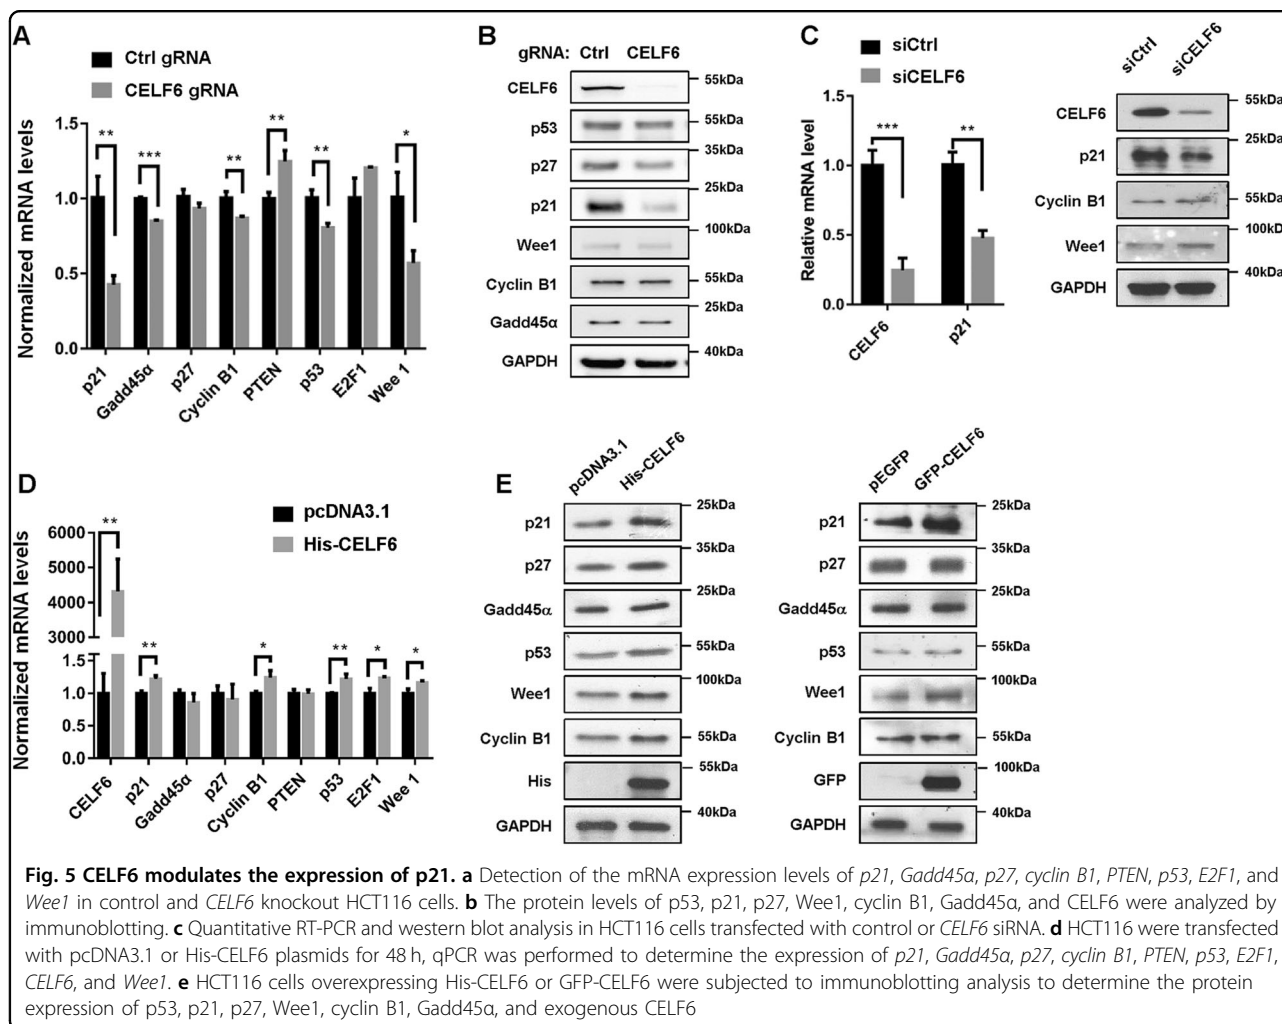 A
Ctrl gRNA
CELF6 gRNA
Normalized mRNA levels
1.5
1.0
0.5
0.0
** *** ** ** ** *
p21 Gadd45α p27 Cyclin B1 PTEN p53 E2F1 Wee 1
B
gRNA: Ctrl CELF6
CELF6 55kDa
p53 55kDa
p27 35kDa
p21 25kDa
Wee1 100kDa
Cyclin B1 55kDa
Gadd45α 25kDa
GAPDH 40kDa
C
siCtrl
siCELF6
Relative mRNA level
1.5
1.0
0.5
0.0
*** **
CELF6 p21
siCtrl siCELF6
CELF6 55kDa
p21 25kDa
Cyclin B1 55kDa
Wee1 100kDa
GAPDH 40kDa
D
pcDNA3.1
His-CELF6
Normalized mRNA levels
6000
5000
4000
3000
1.5
1.0
0.5
0.0
** ** * ** * *
CELF6 p21 Gadd45α p27 Cyclin B1 PTEN p53 E2F1 Wee 1
E
pcDNA3.1 His-CELF6
p21 25kDa
p27 35kDa
Gadd45α 25kDa
p53 55kDa
Wee1 100kDa
Cyclin B1 55kDa
His 55kDa
GAPDH 40kDa
pEGFP GFP-CELF6
p21 25kDa
p27 35kDa
Gadd45α 25kDa
p53 55kDa
Wee1 100kDa
Cyclin B1 55kDa
GFP 100kDa
GAPDH 40kDa
Fig. 5 CELF6 modulates the expression of p21. a Detection of the mRNA expression levels of p21, Gadd45α, p27, cyclin B1, PTEN, p53, E2F1, and
Wee1 in control and CELF6 knockout HCT116 cells. b The protein levels of p53, p21, p27, Wee1, cyclin B1, Gadd45α, and CELF6 were analyzed by
immunoblotting. c Quantitative RT-PCR and western blot analysis in HCT116 cells transfected with control or CELF6 siRNA. d HCT116 were transfected
with pcDNA3.1 or His-CELF6 plasmids for 48 h, qPCR was performed to determine the expression of p21, Gadd45α, p27, cyclin B1, PTEN, p53, E2F1,
CELF6, and Wee1. e HCT116 cells overexpressing His-CELF6 or GFP-CELF6 were subjected to immunoblotting analysis to determine the protein
expression of p53, p21, p27, Wee1, cyclin B1, Gadd45α, and exogenous CELF6